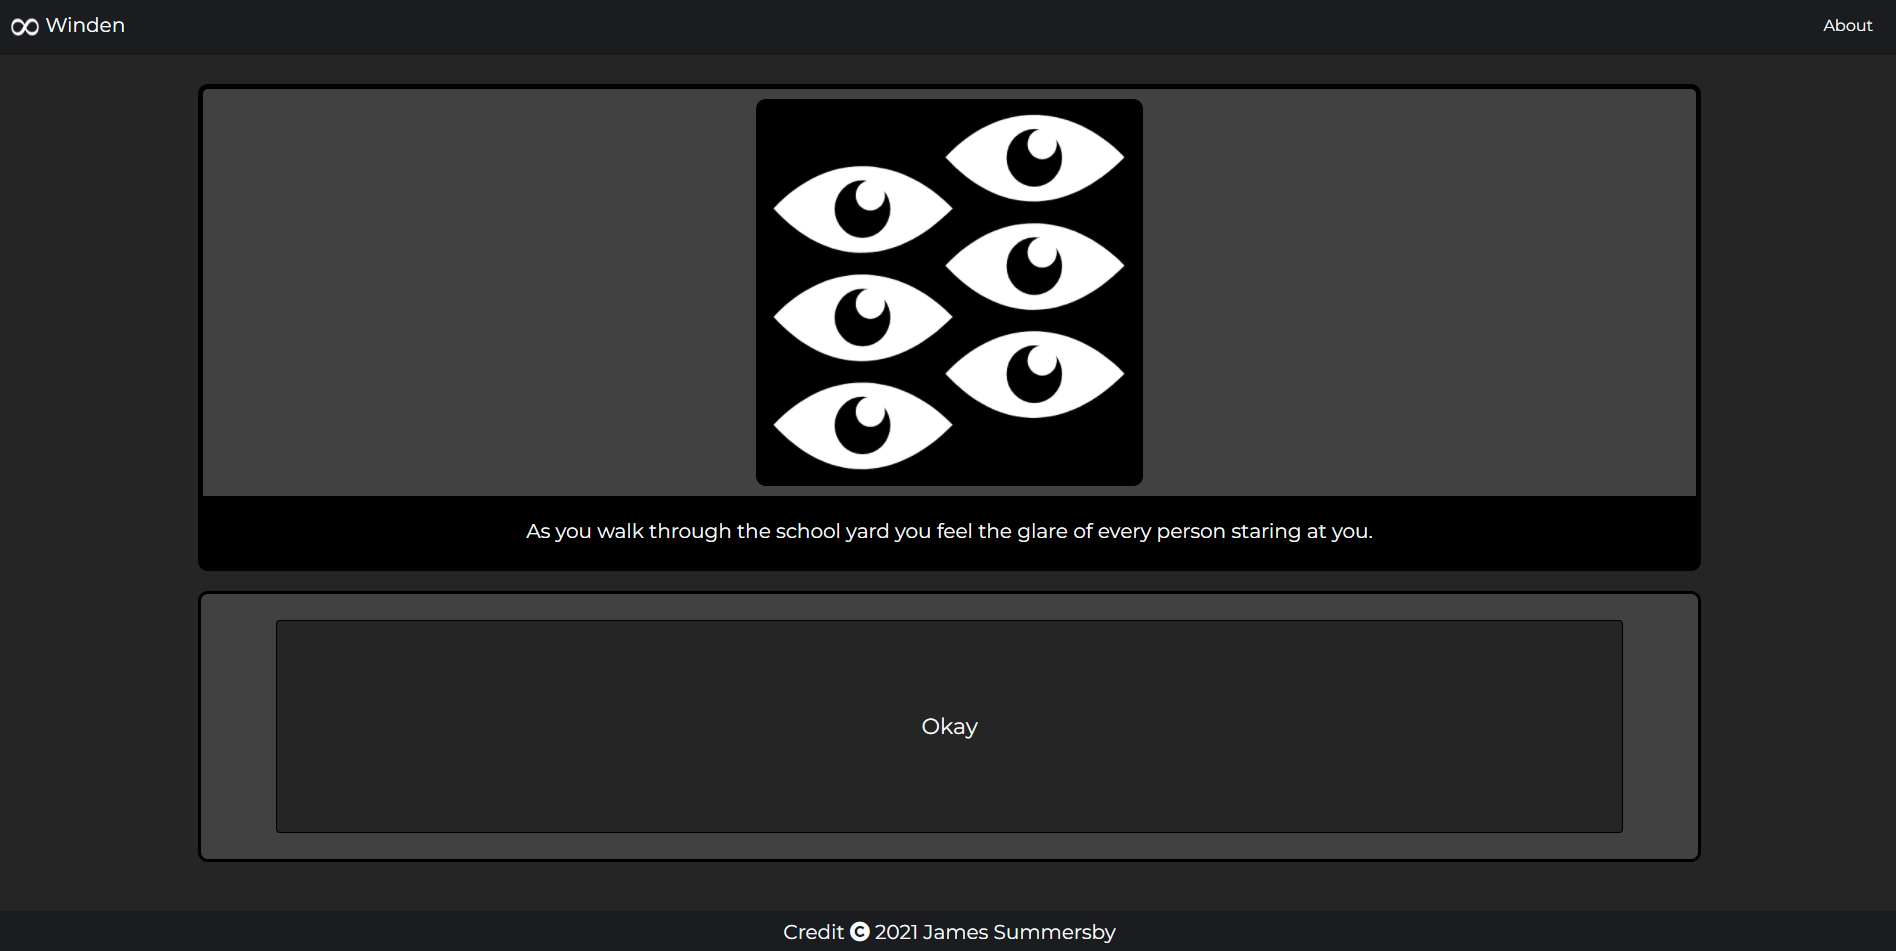 Winden
About
As you walk through the school yard you feel the glare of every person staring at you.
Okay
Credit © 2021 James Summersby